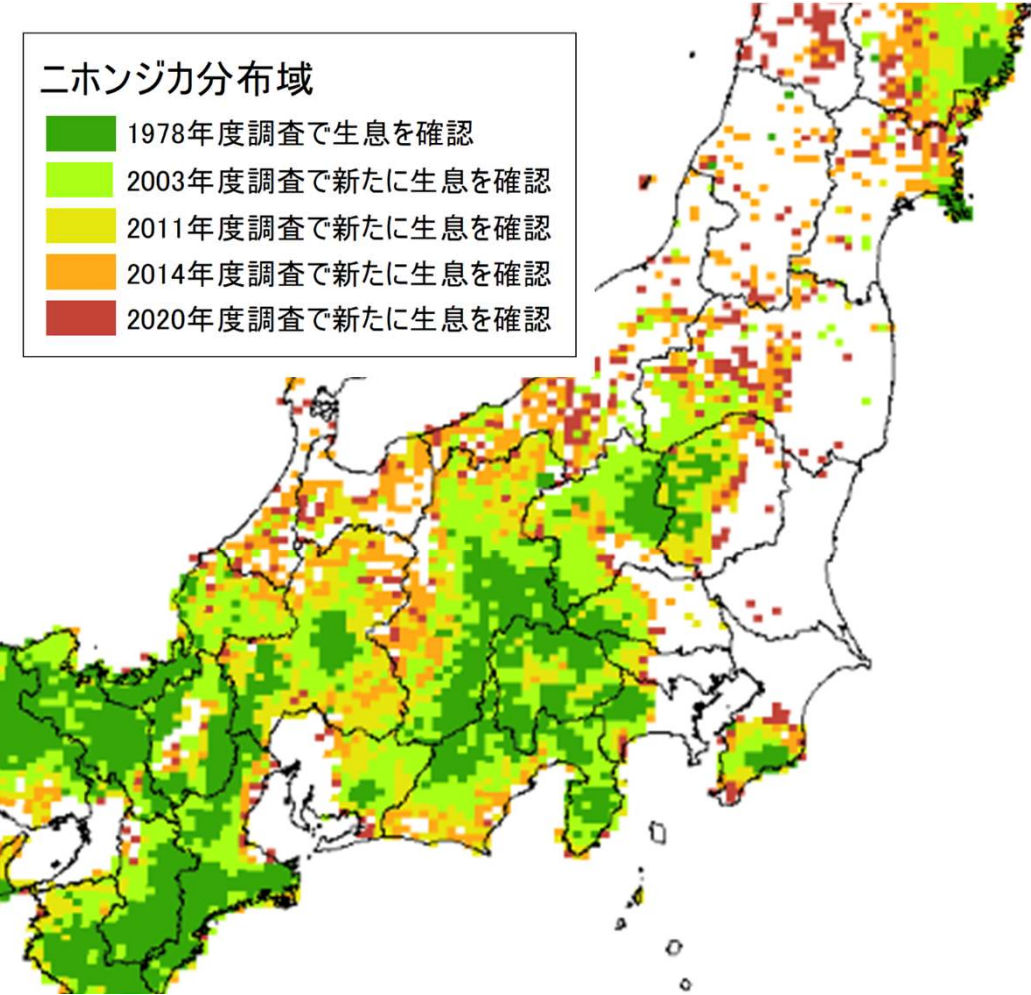 ニホンジカ分布域
1978年度調査で生息を確認
2003年度調査で新たに生息を確認
2011年度調査で新たに生息を確認
2014年度調査で新たに生息を確認
2020年度調査で新たに生息を確認